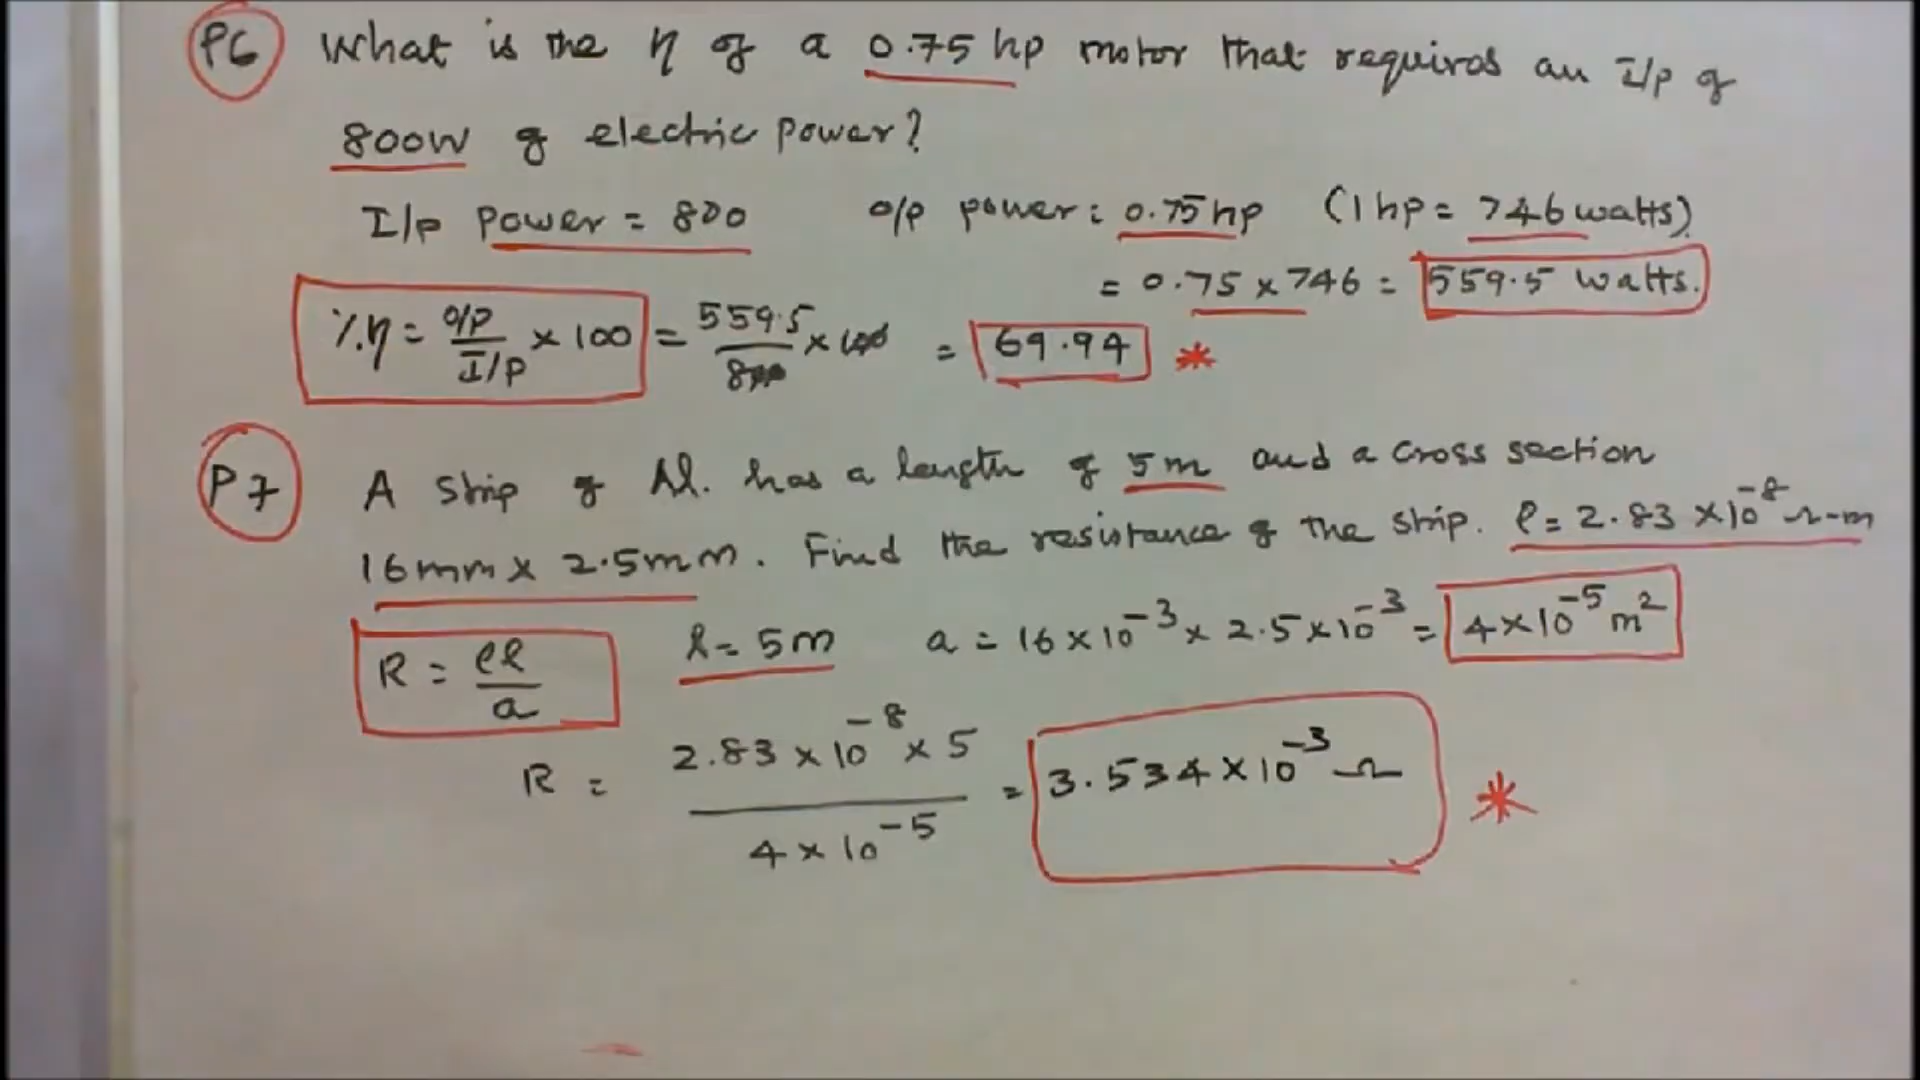 P6 What is the η of a 0.75 hp motor that requires an I/p of
800W of electric power?
I/p power = 800 o/p power = 0.75 hp (1 hp = 746 watts)
= 0.75 x 746 = 559.5 watts.
%η = o/p / I/p x 100 = 559.5 / 800 x 100 = 69.94 *
P7 A strip of Al. has a length of 5m and a cross section
16mm x 2.5mm. Find the resistance of the strip. ρ = 2.83 x 10⁻⁸ Ω-m
R = ρl / a l = 5m a = 16 x 10⁻³ x 2.5 x 10⁻³ = 4 x 10⁻⁵ m²
R = 2.83 x 10⁻⁸ x 5 / 4 x 10⁻⁵ = 3.534 x 10⁻³ Ω *